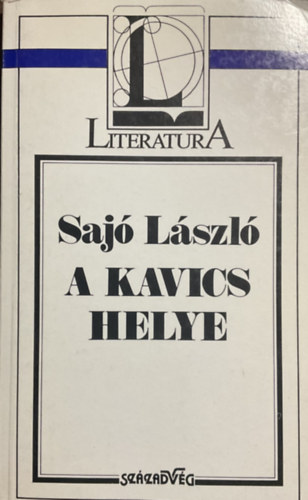 L
LITERATURA
Sajó László
A KAVICS
HELYE
SZÁZADVÉG